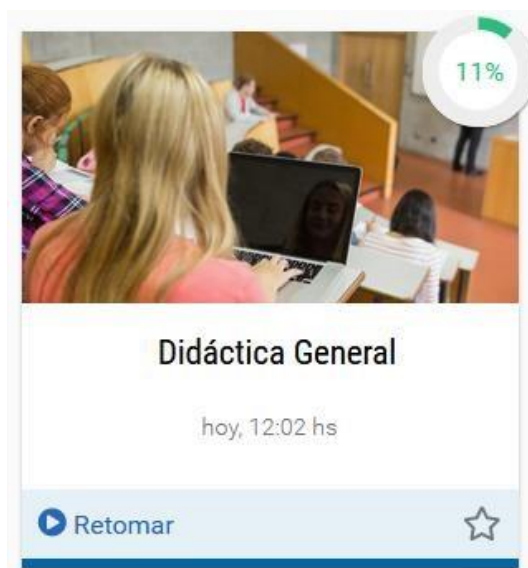 11%
Didáctica General
hoy, 12:02 hs
Retomar